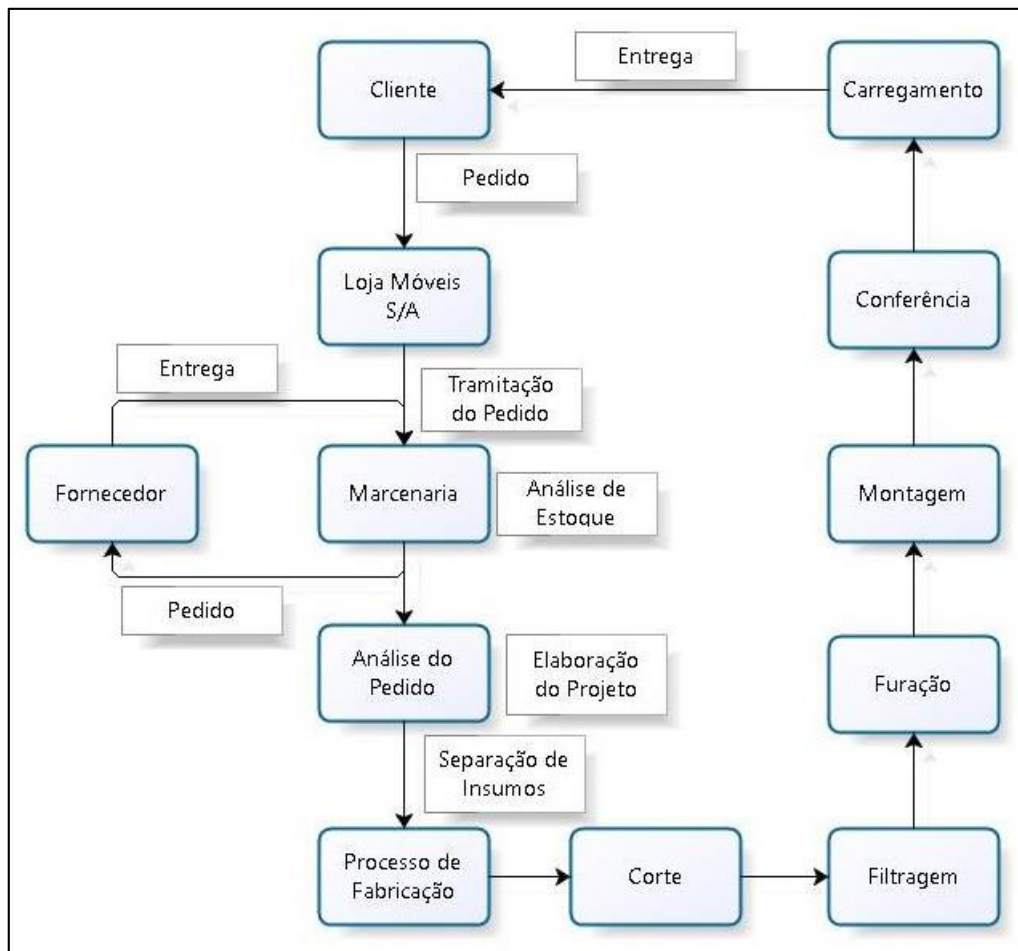 Entrega
Cliente
Carregamento
Pedido
Loja Móveis
S/A
Conferência
Entrega
Tramitação
do Pedido
Fornecedor
Marcenaria
Análise de
Estoque
Montagem
Pedido
Análise do
Pedido
Elaboração
do Projeto
Furação
Separação de
Insumos
Processo de
Fabricação
Corte
Filtragem